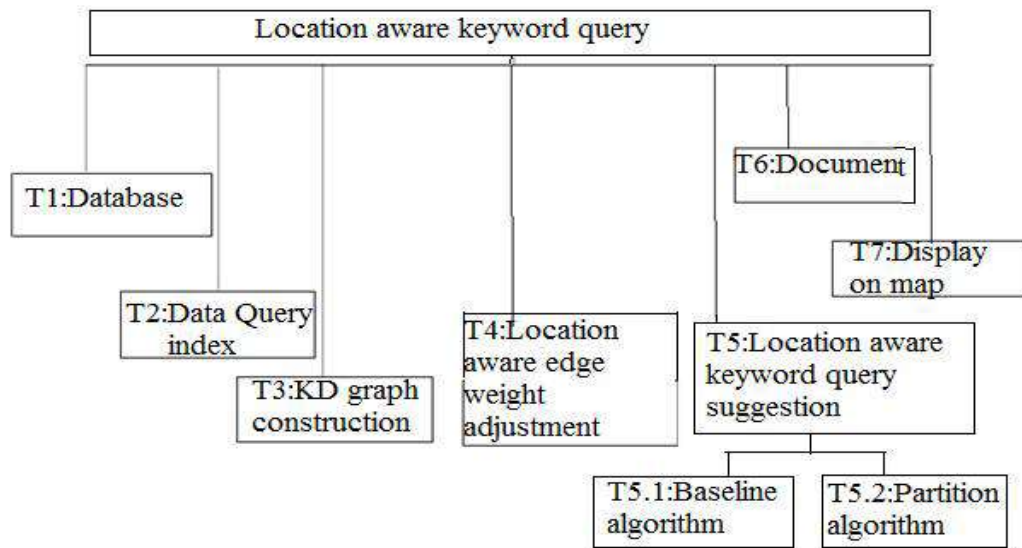 Location aware keyword query
T1:Database
T2:Data Query
index
T3:KD graph
construction
T4:Location
aware edge
weight
adjustment
T5:Location aware
keyword query
suggestion
T6:Document
T7:Display
on map
T5.1:Baseline
algorithm
T5.2:Partition
algorithm